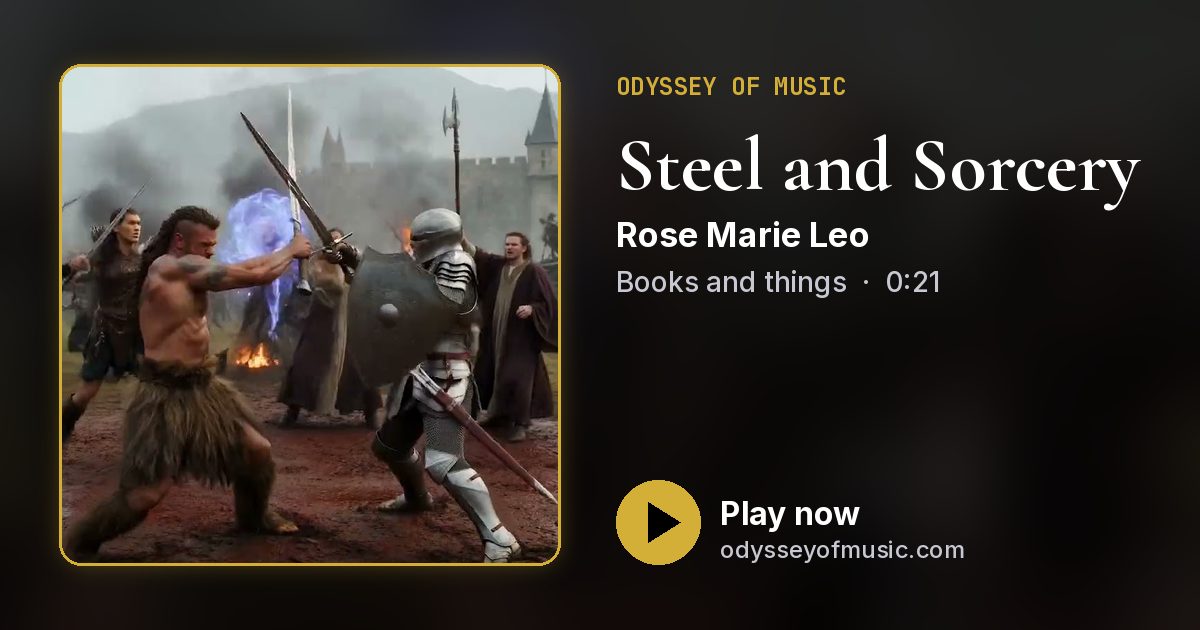 ODYSSEY OF MUSIC
Steel and Sorcery
Rose Marie Leo
Books and things · 0:21
Play now
odysseyofmusic.com